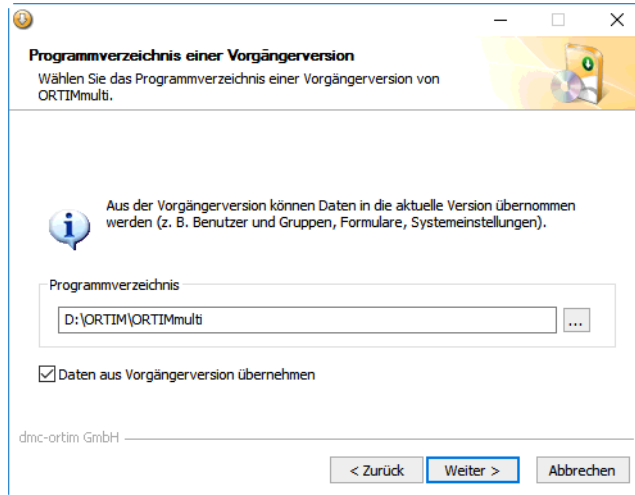 Programmverzeichnis einer Vorgängerversion
Wählen Sie das Programmverzeichnis einer Vorgängerversion von
ORTIMmulti.
Aus der Vorgängerversion können Daten in die aktuelle Version übernommen
werden (z. B. Benutzer und Gruppen, Formulare, Systemeinstellungen).
Programmverzeichnis
D:\ORTIM\ORTIMmulti
...
Daten aus Vorgängerversion übernehmen
dmc-ortim GmbH
< Zurück Weiter > Abbrechen